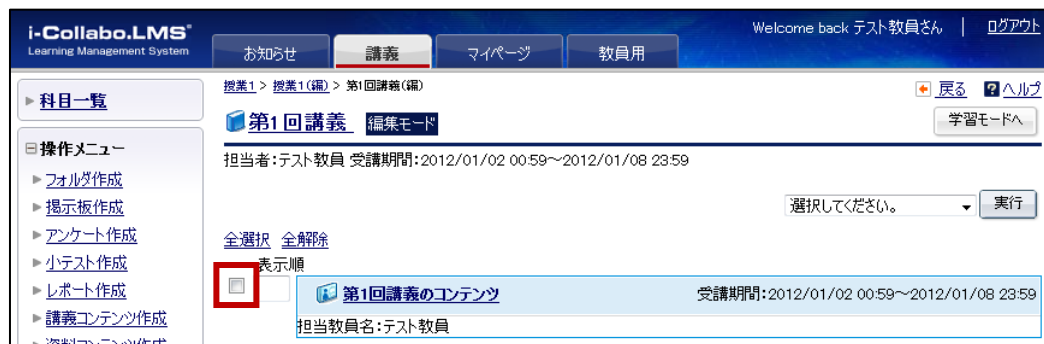 i-Collabo.LMS
Learning Management System
Welcome back テスト教員さん | ログアウト
お知らせ 講義 マイページ 教員用
科目一覧
操作メニュー
フォルダ作成
掲示板作成
アンケート作成
小テスト作成
レポート作成
講義コンテンツ作成
資料コンテンツ作成
授業1 > 授業1(編) > 第1回講義(編)
戻る ヘルプ
第1回講義 編集モード
学習モードへ
担当者:テスト教員 受講期間:2012/01/02 00:59～2012/01/08 23:59
選択してください。 実行
全選択 全解除
表示順
第1回講義のコンテンツ 受講期間:2012/01/02 00:59～2012/01/08 23:59
担当教員名:テスト教員